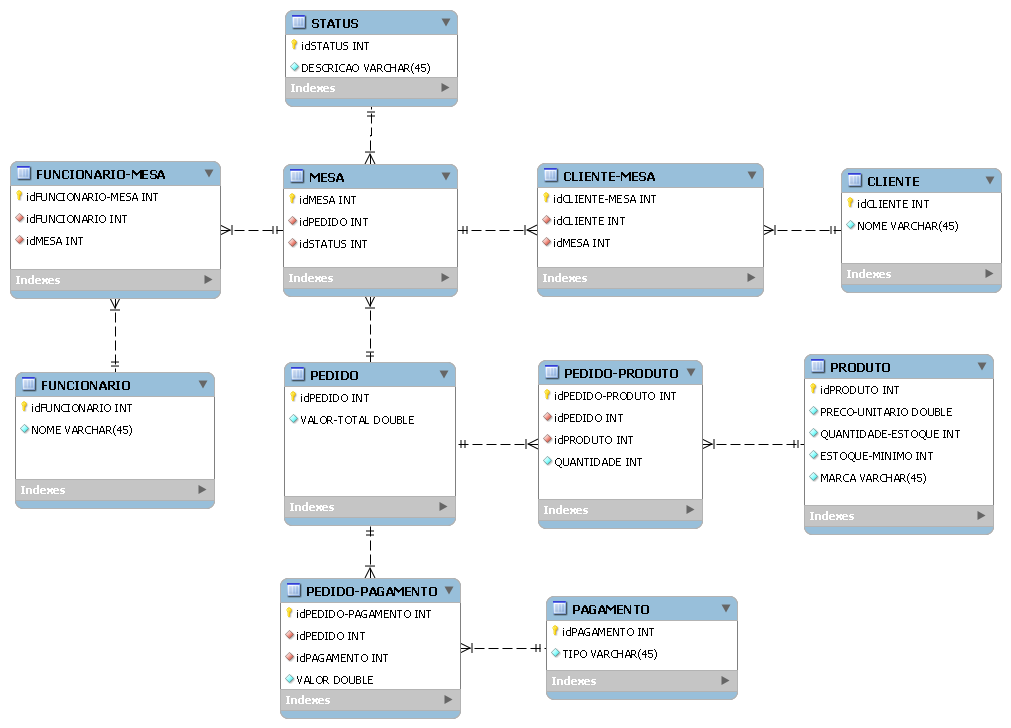 STATUS
idSTATUS INT
DESCRICAO VARCHAR(45)
Indexes
FUNCIONARIO-MESA
idFUNCIONARIO-MESA INT
idFUNCIONARIO INT
idMESA INT
Indexes
MESA
idMESA INT
idPEDIDO INT
idSTATUS INT
Indexes
CLIENTE-MESA
idCLIENTE-MESA INT
idCLIENTE INT
idMESA INT
Indexes
CLIENTE
idCLIENTE INT
NOME VARCHAR(45)
Indexes
FUNCIONARIO
idFUNCIONARIO INT
NOME VARCHAR(45)
Indexes
PEDIDO
idPEDIDO INT
VALOR-TOTAL DOUBLE
Indexes
PEDIDO-PRODUTO
idPEDIDO-PRODUTO INT
idPEDIDO INT
idPRODUTO INT
QUANTIDADE INT
Indexes
PRODUTO
idPRODUTO INT
PRECO-UNITARIO DOUBLE
QUANTIDADE-ESTOQUE INT
ESTOQUE-MINIMO INT
MARCA VARCHAR(45)
Indexes
PEDIDO-PAGAMENTO
idPEDIDO-PAGAMENTO INT
idPEDIDO INT
idPAGAMENTO INT
VALOR DOUBLE
Indexes
PAGAMENTO
idPAGAMENTO INT
TIPO VARCHAR(45)
Indexes